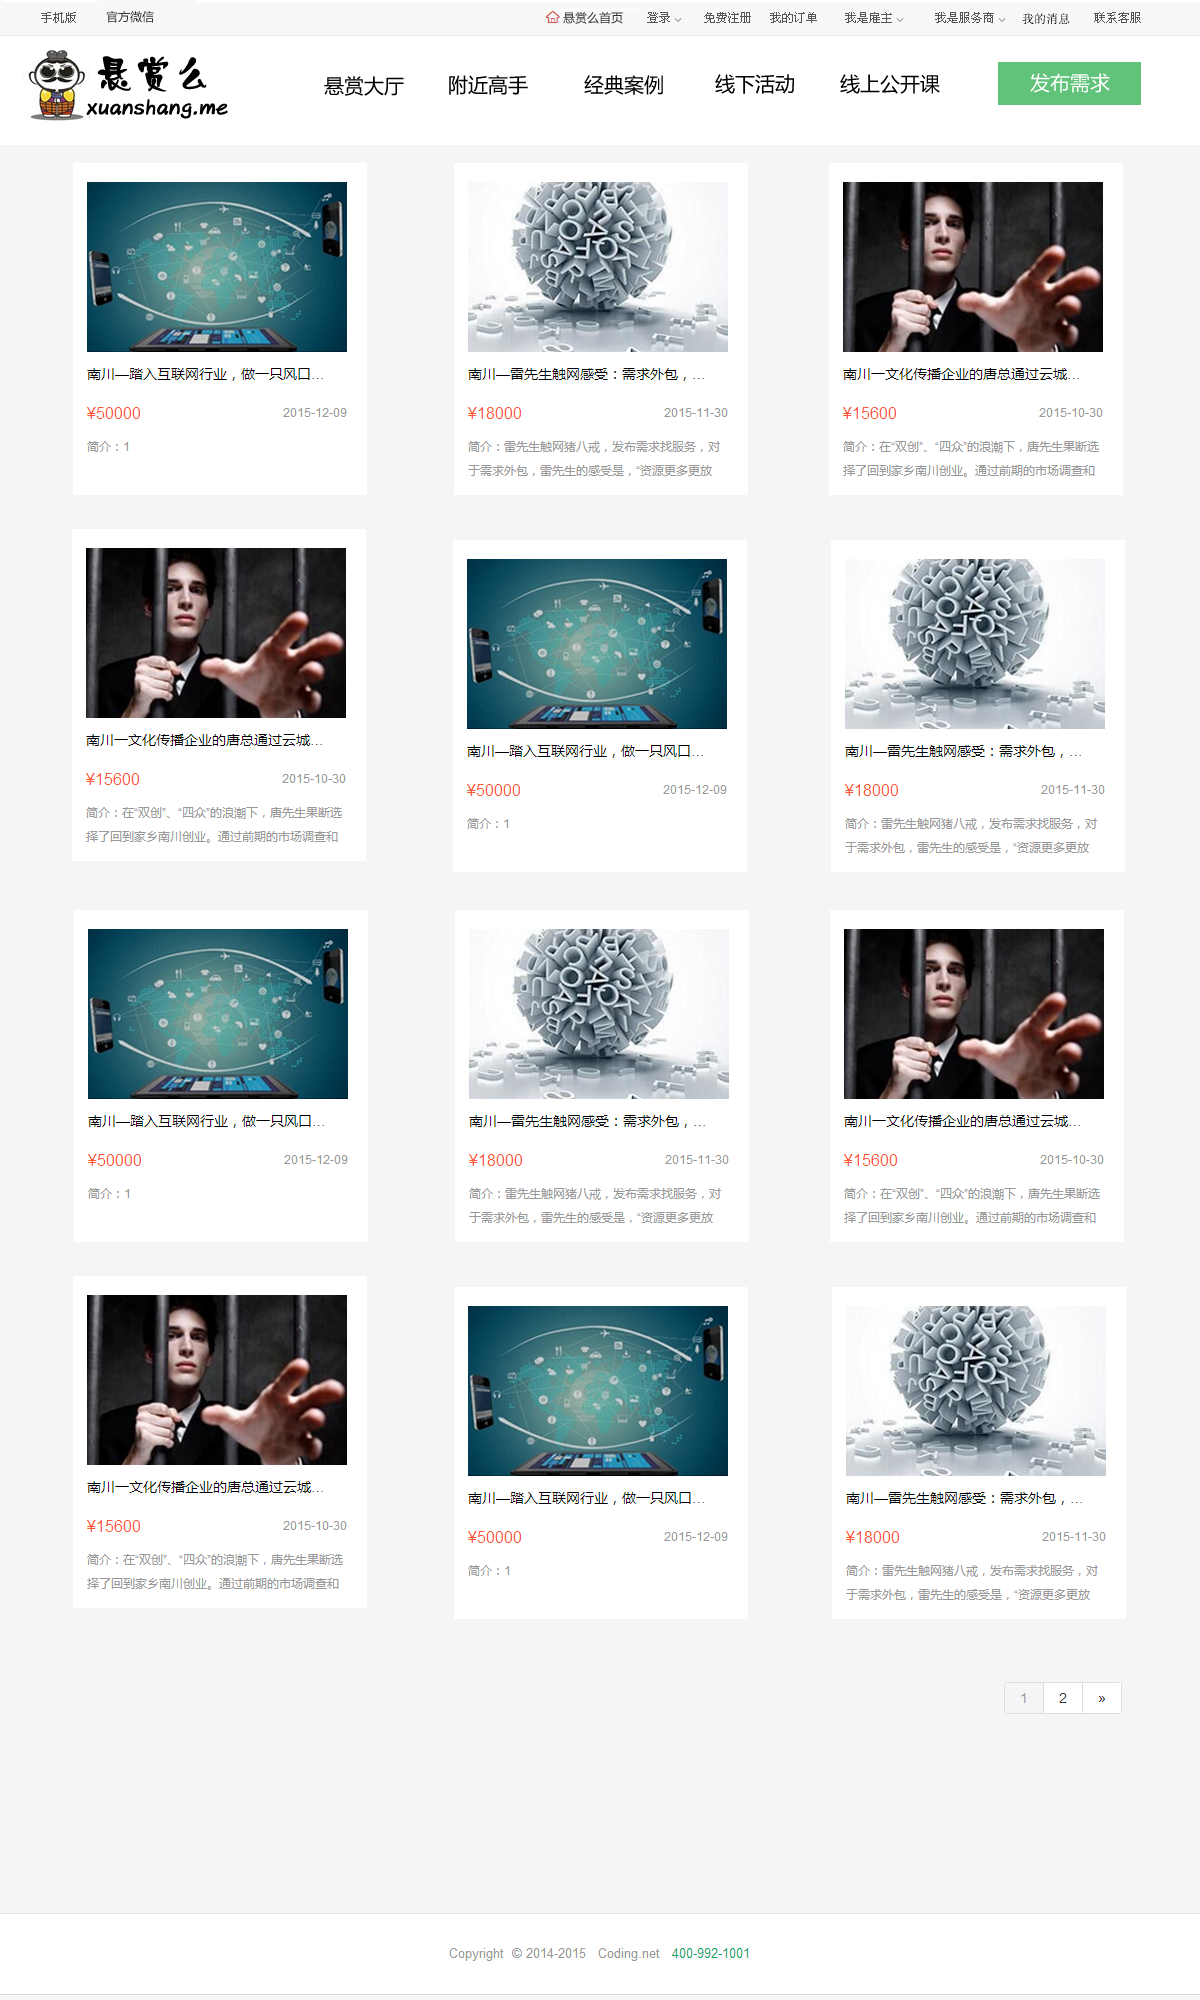 手机版 官方微信 悬赏么首页 登录 免费注册 我的订单 我是雇主 我是服务商 我的消息 联系客服
悬赏么
xuanshang.me
悬赏大厅 附近高手 经典案例 线下活动 线上公开课 发布需求
南川—踏入互联网行业，做一只风口...
¥50000 2015-12-09
简介：1
南川—雷先生触网感受：需求外包，...
¥18000 2015-11-30
简介：雷先生触网猪八戒，发布需求找服务，对
于需求外包，雷先生的感受是，“资源更多更放
南川一文化传播企业的唐总通过云城...
¥15600 2015-10-30
简介：在“双创”、“四众”的浪潮下，唐先生果断选
择了回到家乡南川创业。通过前期的市场调查和
南川一文化传播企业的唐总通过云城...
¥15600 2015-10-30
简介：在“双创”、“四众”的浪潮下，唐先生果断选
择了回到家乡南川创业。通过前期的市场调查和
南川—踏入互联网行业，做一只风口...
¥50000 2015-12-09
简介：1
南川—雷先生触网感受：需求外包，...
¥18000 2015-11-30
简介：雷先生触网猪八戒，发布需求找服务，对
于需求外包，雷先生的感受是，“资源更多更放
南川—踏入互联网行业，做一只风口...
¥50000 2015-12-09
简介：1
南川—雷先生触网感受：需求外包，...
¥18000 2015-11-30
简介：雷先生触网猪八戒，发布需求找服务，对
于需求外包，雷先生的感受是，“资源更多更放
南川一文化传播企业的唐总通过云城...
¥15600 2015-10-30
简介：在“双创”、“四众”的浪潮下，唐先生果断选
择了回到家乡南川创业。通过前期的市场调查和
南川一文化传播企业的唐总通过云城...
¥15600 2015-10-30
简介：在“双创”、“四众”的浪潮下，唐先生果断选
择了回到家乡南川创业。通过前期的市场调查和
南川—踏入互联网行业，做一只风口...
¥50000 2015-12-09
简介：1
南川—雷先生触网感受：需求外包，...
¥18000 2015-11-30
简介：雷先生触网猪八戒，发布需求找服务，对
于需求外包，雷先生的感受是，“资源更多更放
1 2 »
Copyright © 2014-2015 Coding.net 400-992-1001